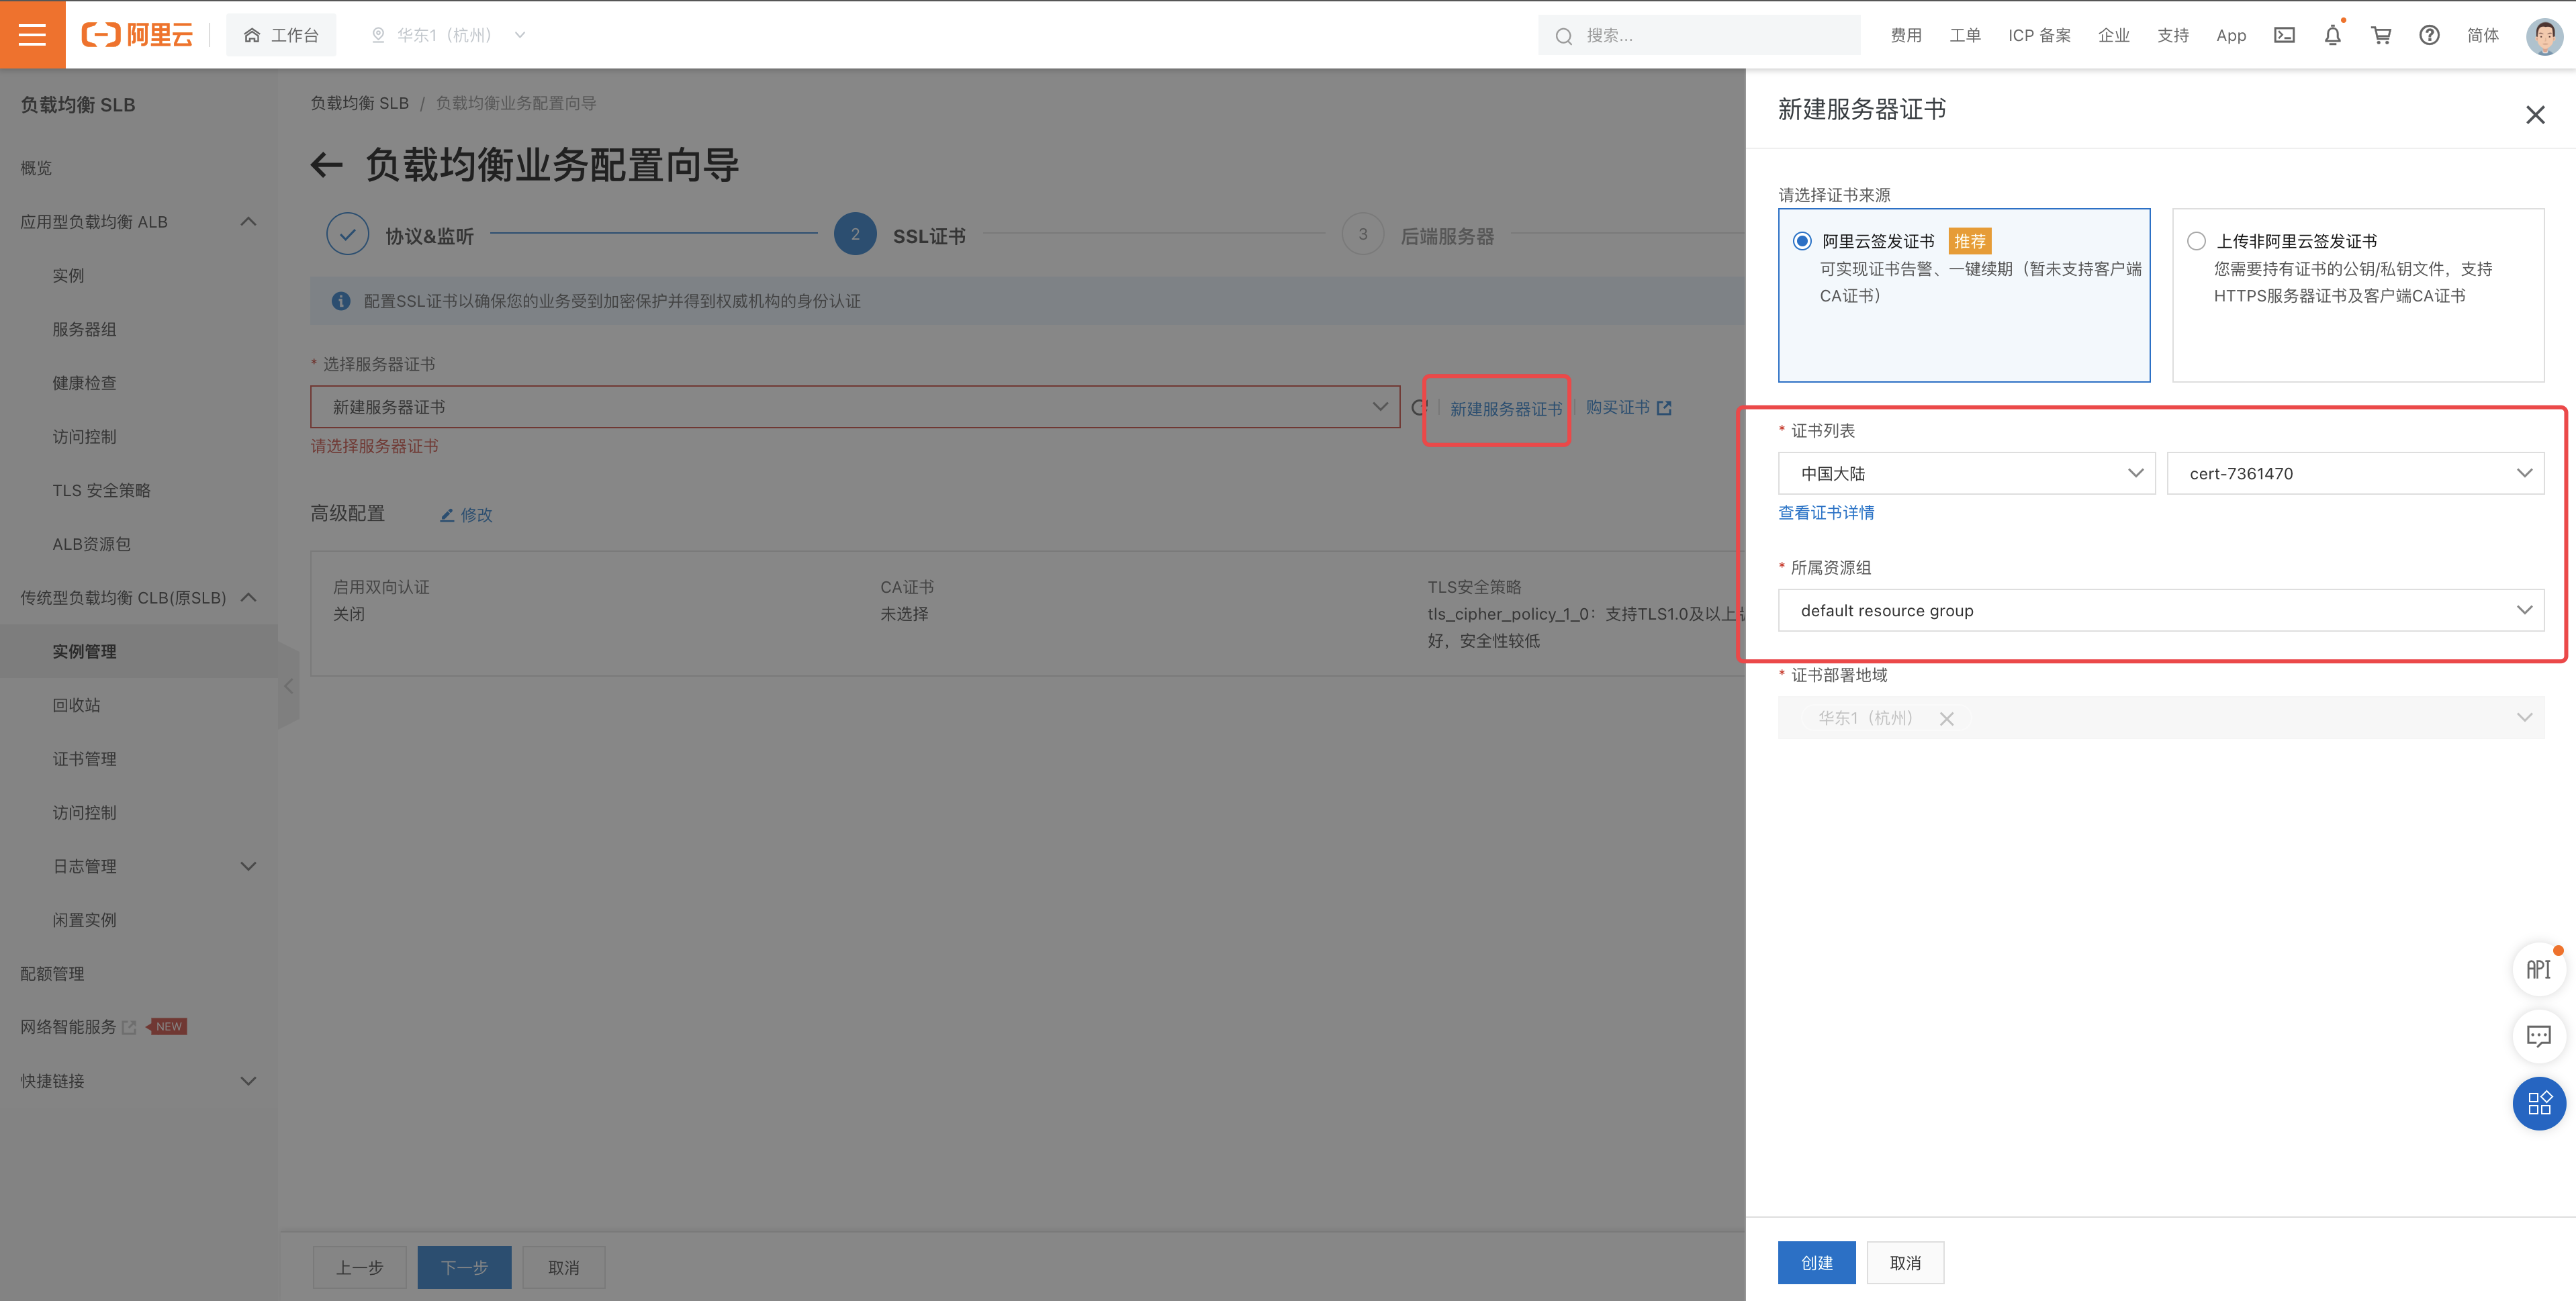 阿里云
工作台
华东1（杭州）
搜索...
费用
工单
ICP 备案
企业
支持
App
简体
负载均衡 SLB
概览
应用型负载均衡 ALB
实例
服务器组
健康检查
访问控制
TLS 安全策略
ALB资源包
传统型负载均衡 CLB(原SLB)
实例管理
回收站
证书管理
访问控制
日志管理
闲置实例
配额管理
网络智能服务 NEW
快捷链接
负载均衡 SLB / 负载均衡业务配置向导
负载均衡业务配置向导
协议&监听
2 SSL证书
3 后端服务器
配置SSL证书以确保您的业务受到加密保护并得到权威机构的身份认证
* 选择服务器证书
新建服务器证书
新建服务器证书
购买证书
请选择服务器证书
高级配置
修改
启用双向认证
关闭
CA证书
未选择
TLS安全策略
tls_cipher_policy_1_0：支持TLS1.0及以上
好，安全性较低
上一步
下一步
取消
新建服务器证书
请选择证书来源
阿里云签发证书 推荐
可实现证书告警、一键续期（暂未支持客户端
CA证书）
上传非阿里云签发证书
您需要持有证书的公钥/私钥文件，支持
HTTPS服务器证书及客户端CA证书
* 证书列表
中国大陆
cert-7361470
查看证书详情
* 所属资源组
default resource group
* 证书部署地域
华东1（杭州）
API
创建
取消